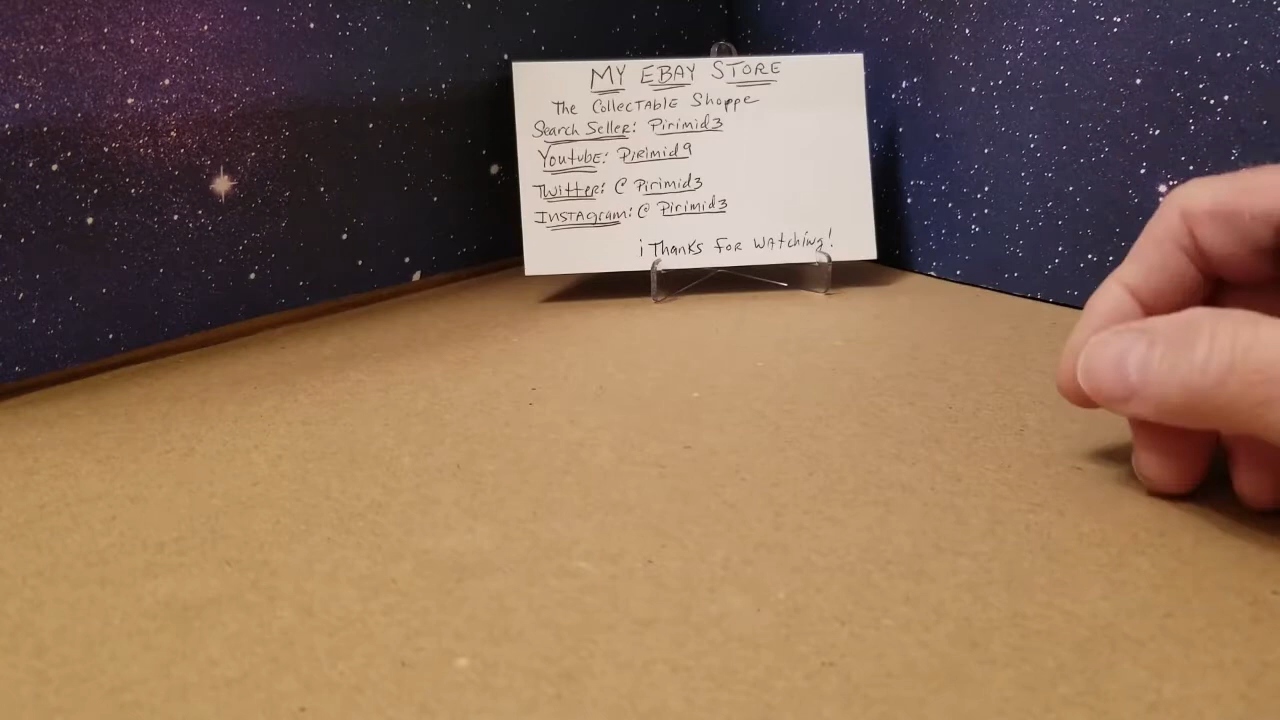 MY EBAY STORE
The CollecTABlE Shoppe
Search Seller: Pirimid3
YoutubE: PiRimid9
Twitter: @ Pirimid3
INSTAgram: @ Pirimid3
¡Thanks For WAtching!